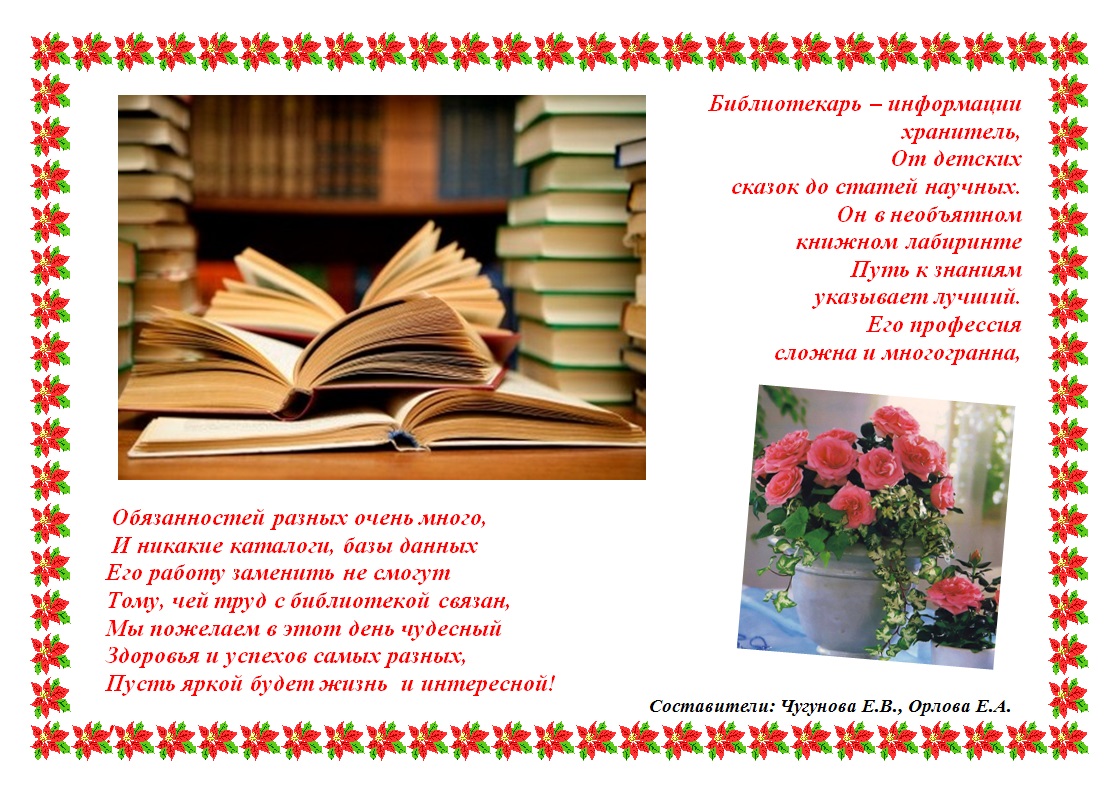 Библиотекарь – информации
хранитель,
От детских
сказок до статей научных.
Он в необъятном
книжном лабиринте
Путь к знаниям
указывает лучший.
Его профессия
сложна и многогранна,
Обязанностей разных очень много,
И никакие каталоги, базы данных
Его работу заменить не смогут
Тому, чей труд с библиотекой связан,
Мы пожелаем в этот день чудесный
Здоровья и успехов самых разных,
Пусть яркой будет жизнь и интересной!
Составители: Чугунова Е.В., Орлова Е.А.
!